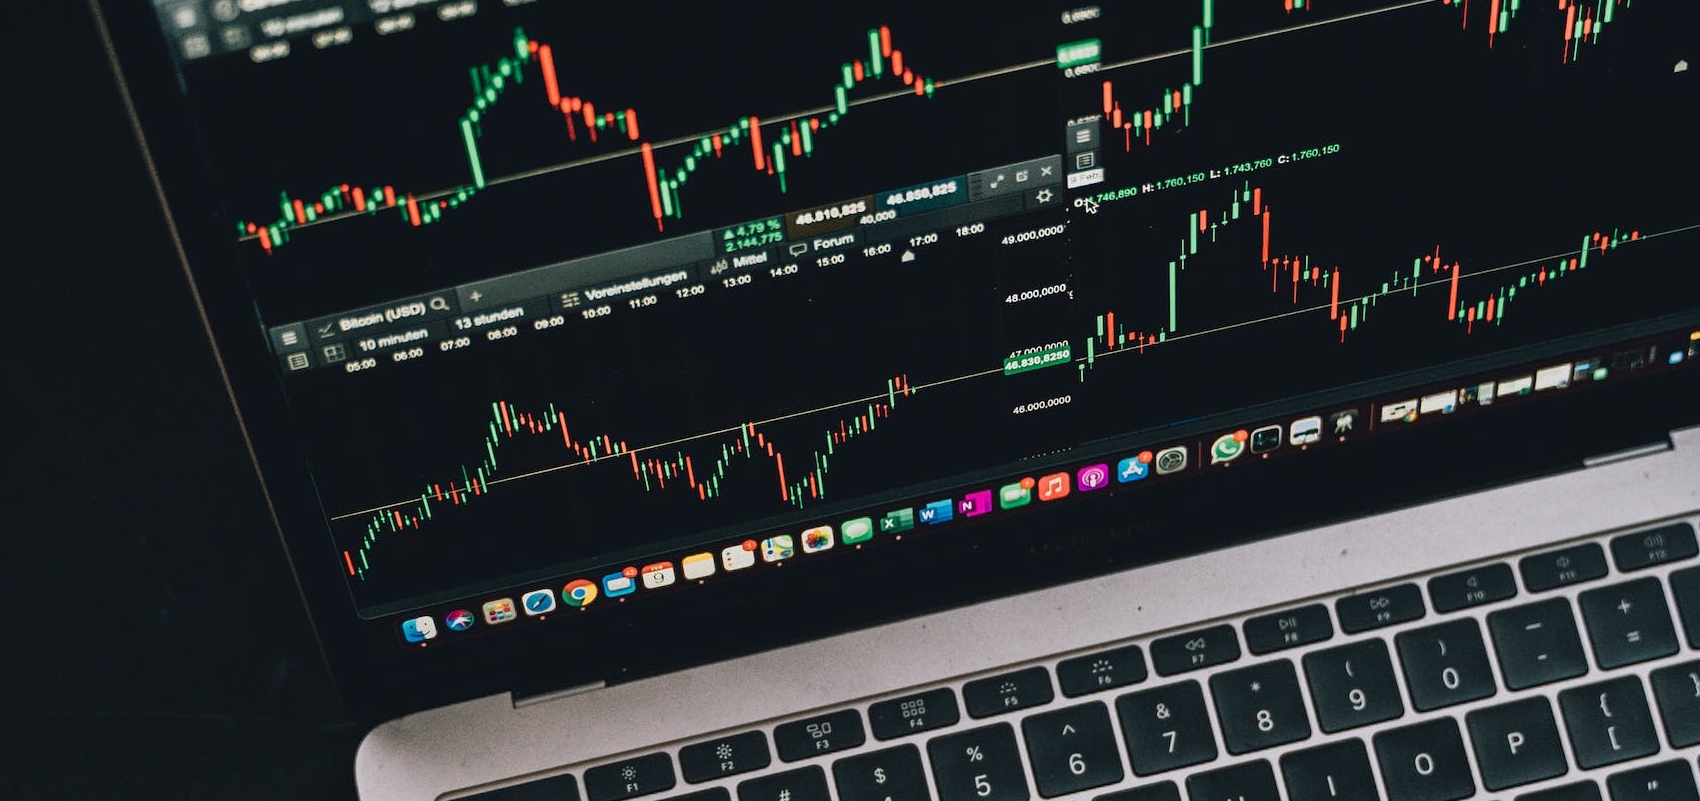 10 minuten
0,6800
9 Feb
O: 1.746,890 H: 1.760,150 L: 1.743,760 C: 1.760,150
▲ 4,79 %
2.144,775
46.810,825
46.850,825
40,000
Bitcoin (USD)
+
10 minuten
13 stunden
Voreinstellungen
Mittel
Forum
05:00 06:00 07:00 08:00 09:00 10:00 11:00 12:00 13:00 14:00 15:00 16:00 17:00 18:00
49.000,0000
48.000,0000
47.000,0000
46.830,8250
46.000,0000
9
X
W
N
F1 F2 F3 F4 F5 F6 F7 F8 F9 F10 F11 F12
#
$
%
5
^
6
&
7
*
8
(
9
)
0
_
-
+
=
I
O
P
{
[
}
"